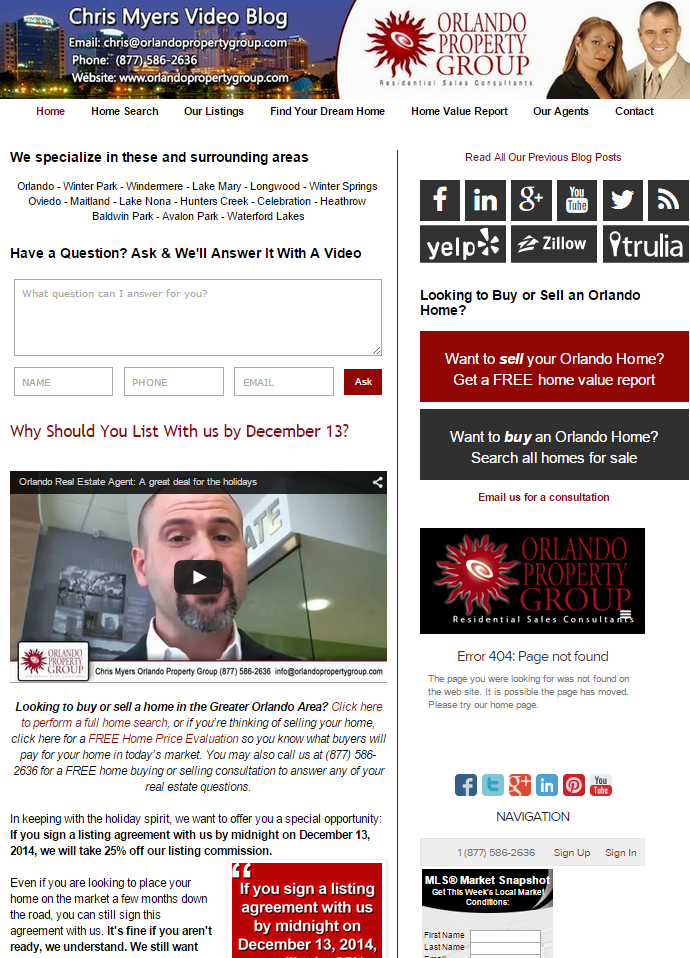 Chris Myers Video Blog
Email: chris@orlandopropertygroup.com
Phone: (877) 586-2636
Website: www.orlandopropertygroup.com
ORLANDO
PROPERTY
GROUP
Residential Sales Consultants
Home Home Search Our Listings Find Your Dream Home Home Value Report Our Agents Contact
We specialize in these and surrounding areas
Orlando - Winter Park - Windermere - Lake Mary - Longwood - Winter Springs
Oviedo - Maitland - Lake Nona - Hunters Creek - Celebration - Heathrow
Baldwin Park - Avalon Park - Waterford Lakes
Have a Question? Ask & We'll Answer It With A Video
What question can I answer for you?
NAME PHONE EMAIL Ask
Why Should You List With us by December 13?
Orlando Real Estate Agent: A great deal for the holidays
ATE
ORLANDO
PROPERTY
GROUP
Chris Myers Orlando Property Group (877) 586-2636 info@orlandopropertygroup.com
Looking to buy or sell a home in the Greater Orlando Area? Click here
to perform a full home search, or if you're thinking of selling your home,
click here for a FREE Home Price Evaluation so you know what buyers will
pay for your home in today's market. You may also call us at (877) 586-
2636 for a FREE home buying or selling consultation to answer any of your
real estate questions.
In keeping with the holiday spirit, we want to offer you a special opportunity:
If you sign a listing agreement with us by midnight on December 13,
2014, we will take 25% off our listing commission.
Even if you are looking to place your
home on the market a few months down
the road, you can still sign this
agreement with us. It's fine if you aren't
ready, we understand. We still want
If you sign a listing
agreement with us
by midnight on
December 13, 2014,
Read All Our Previous Blog Posts
f in g+ You Tube
yelp Zillow trulia
Looking to Buy or Sell an Orlando
Home?
Want to sell your Orlando Home?
Get a FREE home value report
Want to buy an Orlando Home?
Search all homes for sale
Email us for a consultation
ORLANDO
PROPERTY
GROUP
Residential Sales Consultants
Error 404: Page not found
The page you were looking for was not found on
the web site. It is possible the page has moved.
Please try our home page.
f t g+ in You Tube
NAVIGATION
1 (877) 586-2636 Sign Up Sign In
MLS® Market Snapshot
Get This Week's Local Market
Conditions:
First Name
Last Name